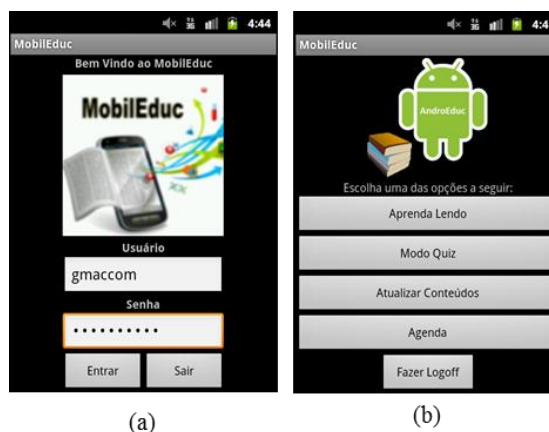 4:44
MobilEduc
Bem Vindo ao MobilEduc
MobilEduc
Usuário
gmaccom
Senha
••••••••••
Entrar Sair
(a)
4:4
MobilEduc
AndroEduc
Escolha uma das opções a seguir:
Aprenda Lendo
Modo Quiz
Atualizar Conteúdos
Agenda
Fazer Logoff
(b)